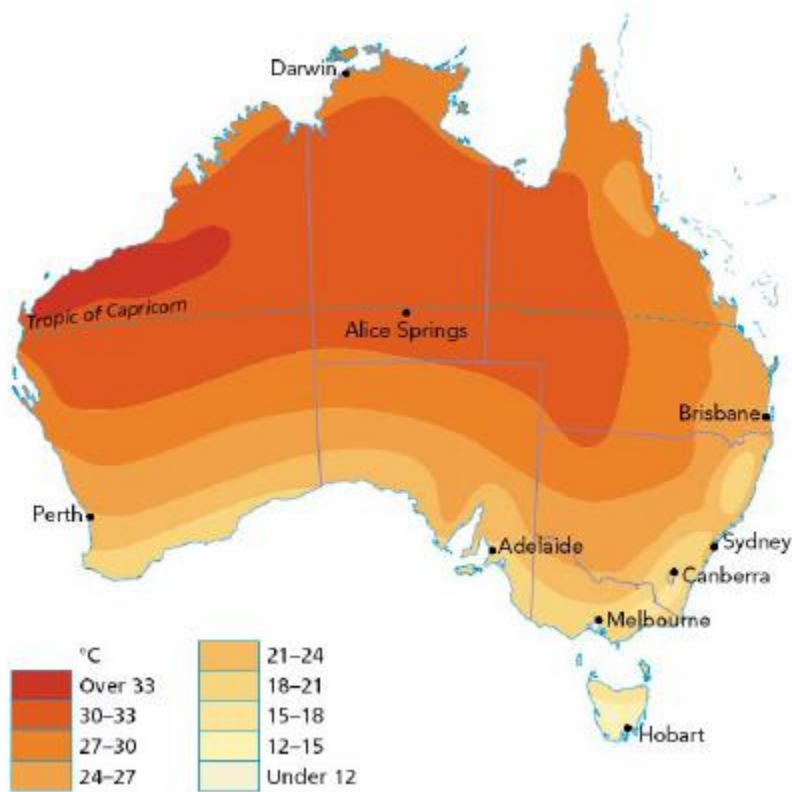 Darwin
Tropic of Capricorn
Alice Springs
Brisbane
Perth
Adelaide
Sydney
Canberra
Melbourne
Hobart
°C
Over 33
30–33
27–30
24–27
21–24
18–21
15–18
12–15
Under 12